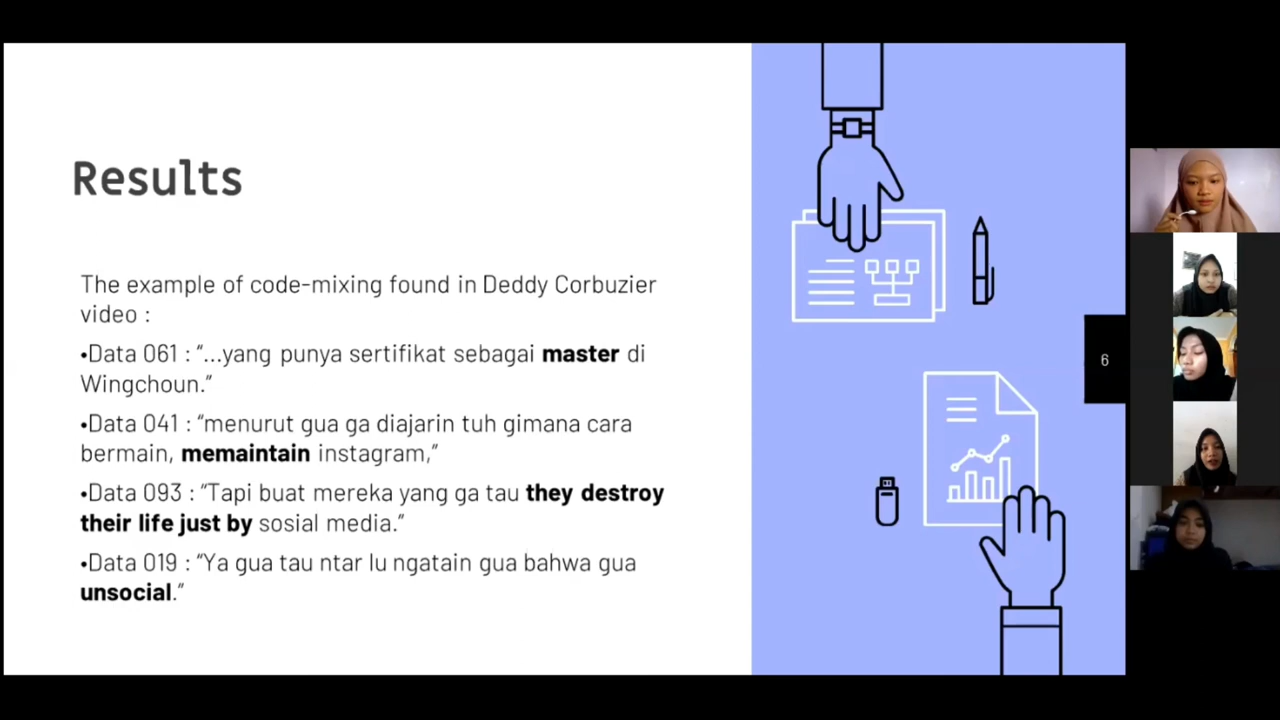 Results
The example of code-mixing found in Deddy Corbuzier
video :
•Data 061 : “...yang punya sertifikat sebagai master di
Wingchoun.”
•Data 041 : “menurut gua ga diajarin tuh gimana cara
bermain, memaintain instagram,”
•Data 093 : “Tapi buat mereka yang ga tau they destroy
their life just by sosial media.”
•Data 019 : “Ya gua tau ntar lu ngatain gua bahwa gua
unsocial.”
6